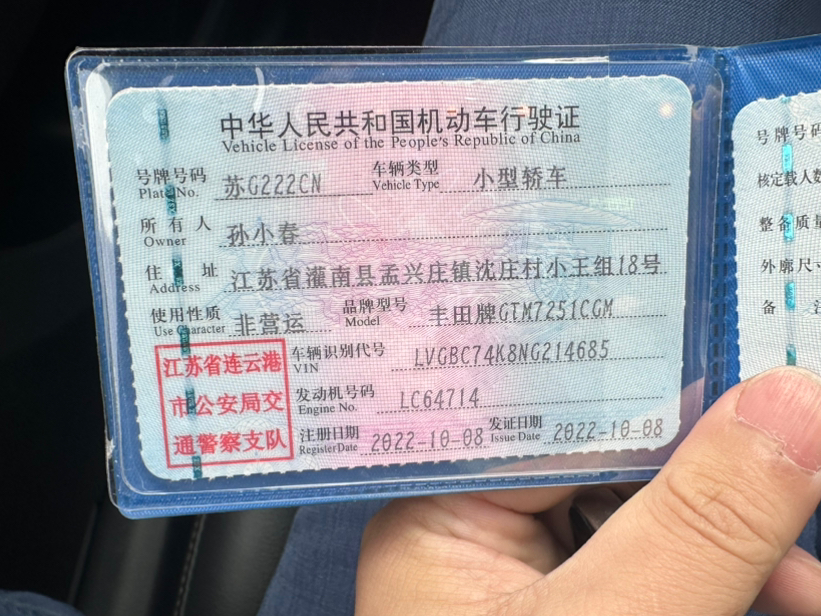 中华人民共和国机动车行驶证
Vehicle License of the People's Republic of China
号牌号码 苏G222CN 车辆类型 小型轿车
Plate No. Vehicle Type
所有人 孙小春
Owner
住址 江苏省灌南县孟兴庄镇沈庄村小王组18号
Address
使用性质 非营运 品牌型号 丰田牌GTM7251CGM
Use Character Model
江苏省连云港
市公安局交
通警察支队
车辆识别代号 LVGBC74K8NG214685
VIN
发动机号码 LC64714
Engine No.
注册日期 2022-10-08 发证日期 2022-10-08
Register Date Issue Date
号牌号码
核定载人数
整备质量
外廓尺寸
备 注